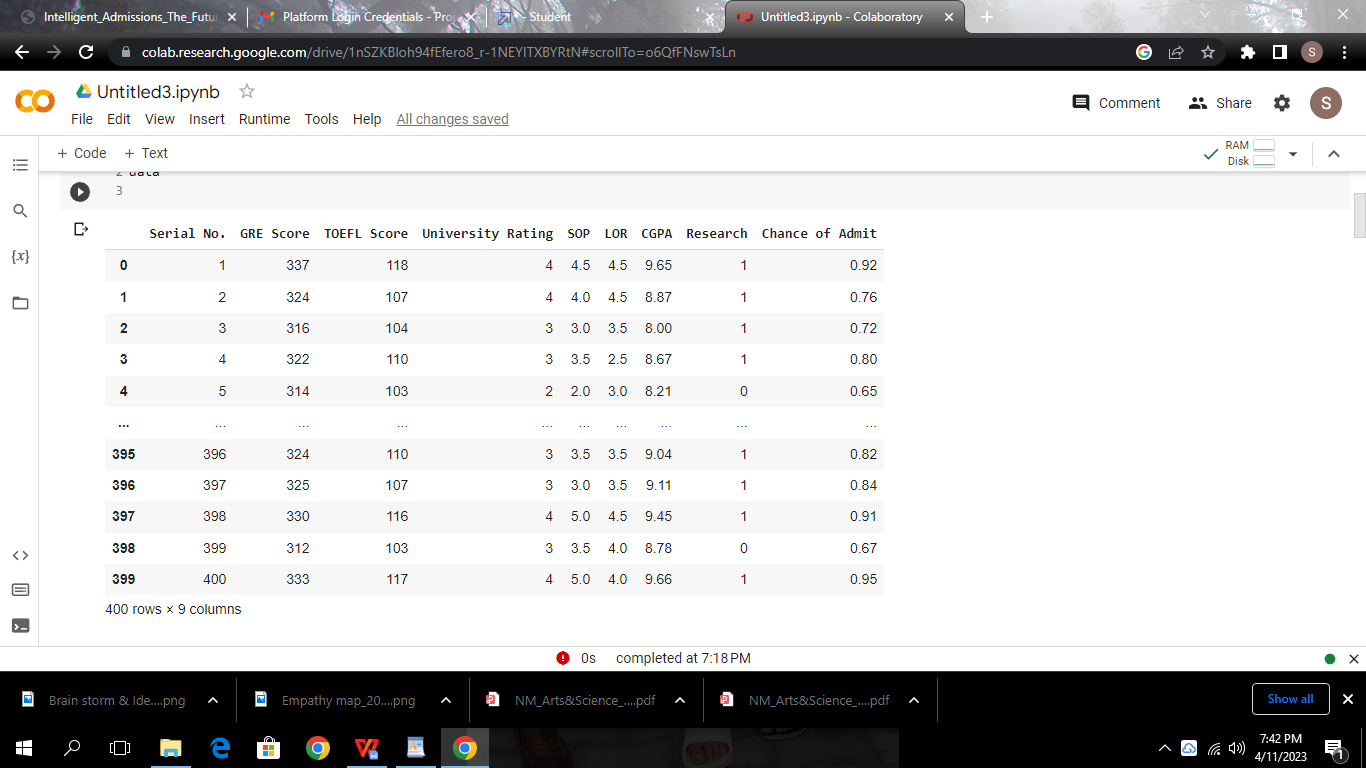 Intelligent_Admissions_The_Futu
Platform Login Credentials - Pro
- Student
Untitled3.ipynb - Colaboratory
colab.research.google.com/drive/1nSZKBIoh94fEfero8_r-1NEYITXBYRtN#scrollTo=o6QfFNswTsLn
S
Untitled3.ipynb
File Edit View Insert Runtime Tools Help All changes saved
Comment Share S
+ Code + Text
RAM
Disk
2 data
3
{x}
Serial No. GRE Score TOEFL Score University Rating SOP LOR CGPA Research Chance of Admit
0 1 337 118 4 4.5 4.5 9.65 1 0.92
1 2 324 107 4 4.0 4.5 8.87 1 0.76
2 3 316 104 3 3.0 3.5 8.00 1 0.72
3 4 322 110 3 3.5 2.5 8.67 1 0.80
4 5 314 103 2 2.0 3.0 8.21 0 0.65
... ... ... ... ... ... ... ... ... ...
395 396 324 110 3 3.5 3.5 9.04 1 0.82
396 397 325 107 3 3.0 3.5 9.11 1 0.84
397 398 330 116 4 5.0 4.5 9.45 1 0.91
398 399 312 103 3 3.5 4.0 8.78 0 0.67
399 400 333 117 4 5.0 4.0 9.66 1 0.95
400 rows × 9 columns
0s completed at 7:18 PM
Brain storm & Ide....png
Empathy map_20....png
NM_Arts&Science_....pdf
NM_Arts&Science_....pdf
Show all
7:42 PM
4/11/2023
1